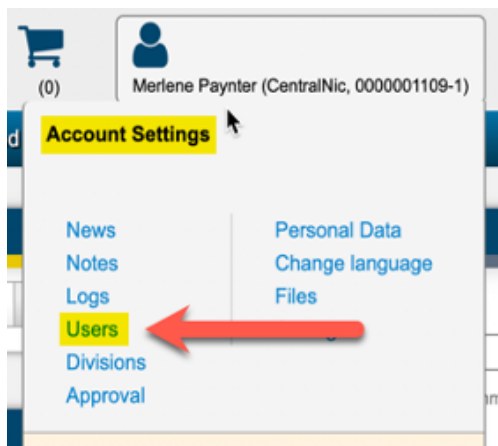 (0)
Merlene Paynter (CentralNic, 0000001109-1)
Account Settings
News
Notes
Logs
Users
Divisions
Approval
Personal Data
Change language
Files